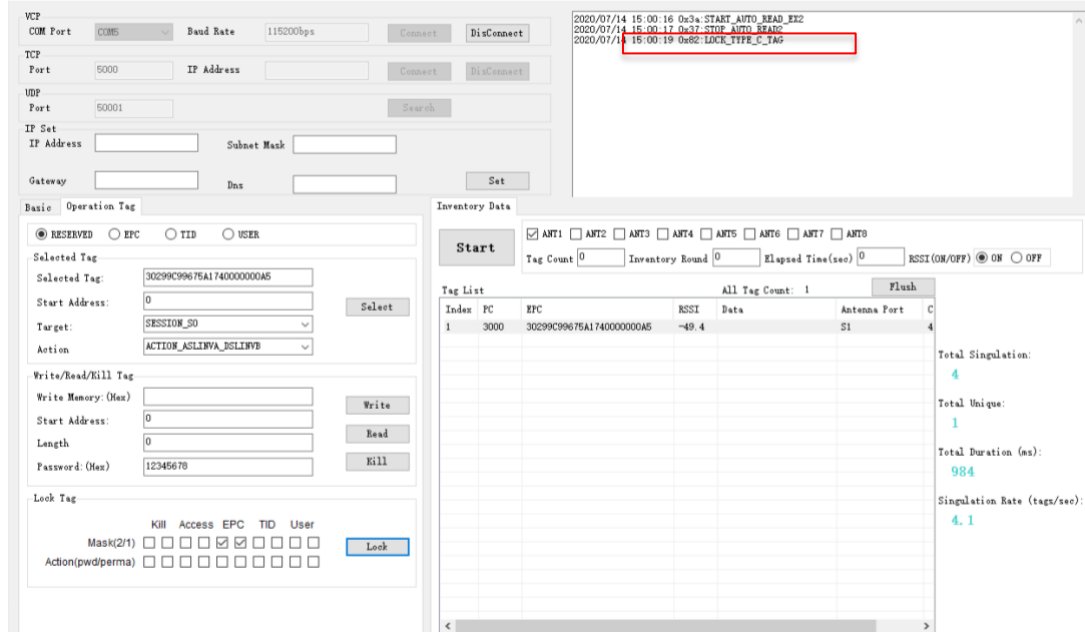 VCP
COM Port COM5 Baud Rate 115200bps Connect DisConnect
TCP
Port 5000 IP Address Connect DisConnect
UDP
Port 50001 Search
IP Set
IP Address Subnet Mask
Gateway Dns Set
2020/07/14 15:00:16 0x3a:START_AUTO_READ_EX2
2020/07/14 15:00:17 0x37:STOP_AUTO_READ2
2020/07/14 15:00:19 0x82:LOCK_TYPE_C_TAG
Basic Operation Tag
RESERVED EPC TID USER
Selected Tag
Selected Tag: 30299C99675A1740000000A5
Start Address: 0 Select
Target: SESSION_S0
Action ACTION_ASLINVA_DSLINVB
Write/Read/Kill Tag
Write Memory:(Hex) Write
Start Address: 0
Length 0 Read
Password:(Hex) 12345678 Kill
Lock Tag
Kill Access EPC TID User
Mask(2/1) Lock
Action(pwd/perma)
Inventory Data
Start ANT1 ANT2 ANT3 ANT4 ANT5 ANT6 ANT7 ANT8
Tag Count 0 Inventory Round 0 Elapsed Time(sec) 0 RSSI(ON/OFF) ON OFF
Tag List All Tag Count: 1 Flush
Index PC EPC RSSI Data Antenna Port C
1 3000 30299C99675A1740000000A5 -49.4 S1 4
Total Singulation:
4
Total Unique:
1
Total Duration (ms):
984
Singulation Rate (tags/sec):
4.1